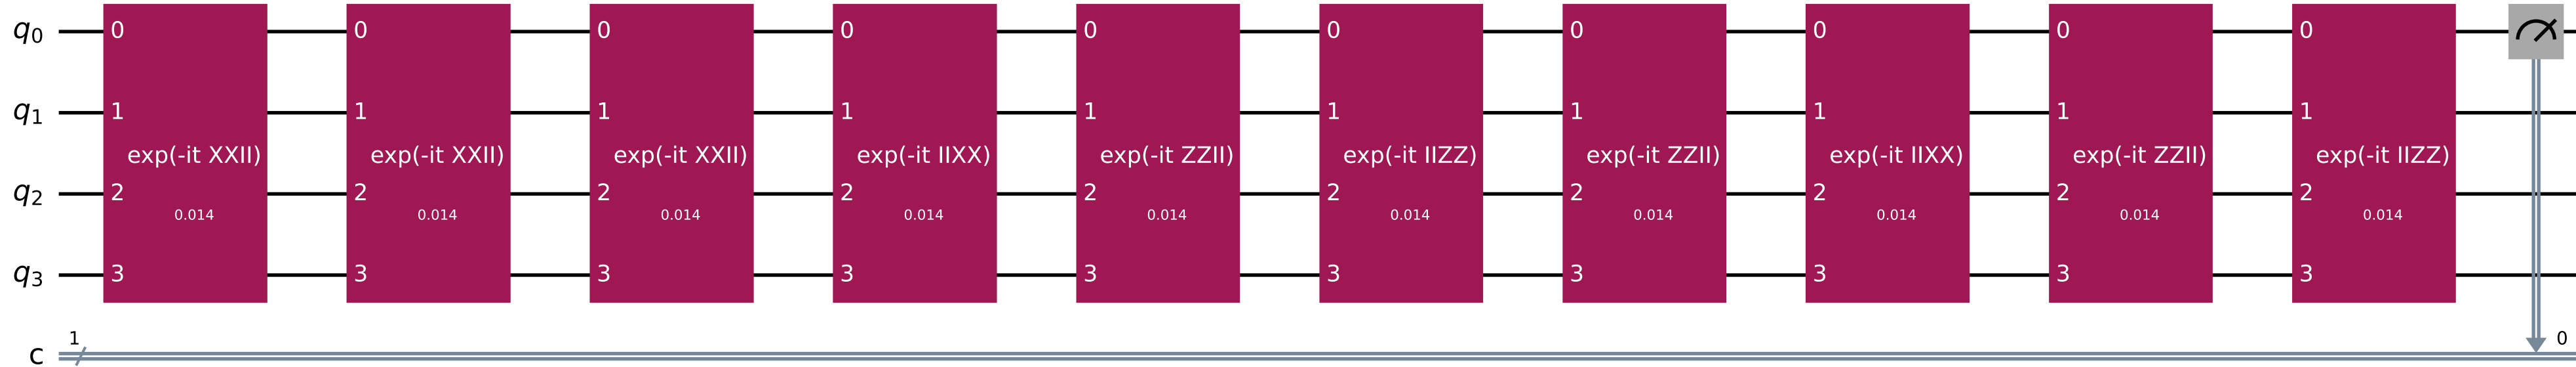 q0 0 0 0 0 0 0 0 0 0 0
q1 1 1 1 1 1 1 1 1 1 1
exp(-it XXII) exp(-it XXII) exp(-it XXII) exp(-it IIXX) exp(-it ZZII) exp(-it IIZZ) exp(-it ZZII) exp(-it IIXX) exp(-it ZZII) exp(-it IIZZ)
q2 2 2 2 2 2 2 2 2 2 2
0.014 0.014 0.014 0.014 0.014 0.014 0.014 0.014 0.014 0.014
q3 3 3 3 3 3 3 3 3 3 3
1 0
c